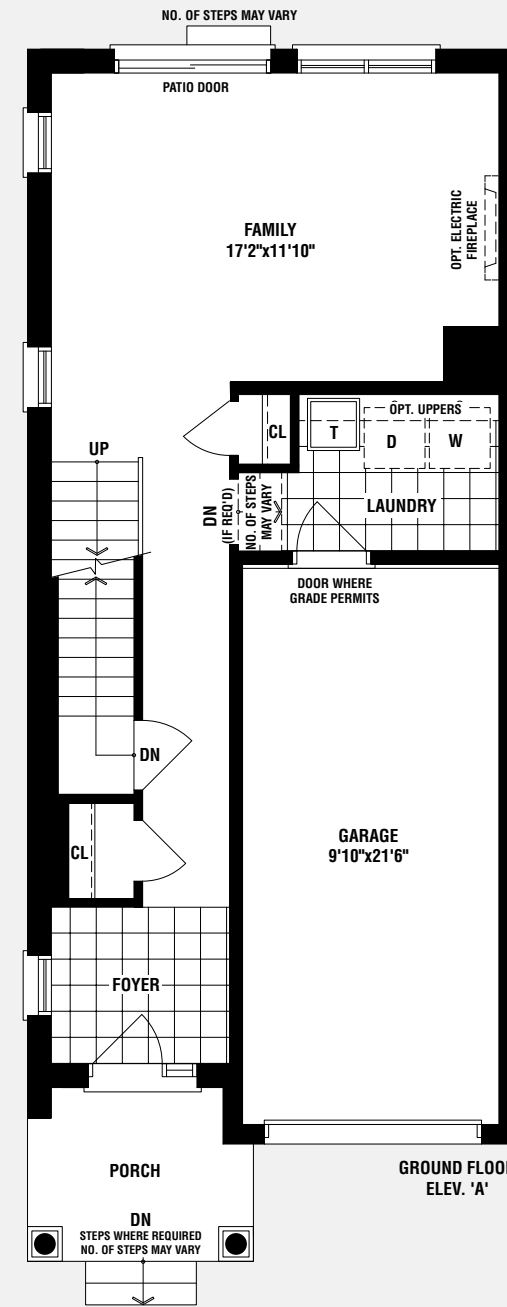 NO. OF STEPS MAY VARY
PATIO DOOR
FAMILY
17'2"x11'10"
OPT. ELECTRIC
FIREPLACE
OPT. UPPERS
CL
T
D
W
UP
DN
(IF REQ'D)
NO. OF STEPS
MAY VARY
LAUNDRY
DOOR WHERE
GRADE PERMITS
DN
GARAGE
9'10"x21'6"
CL
FOYER
PORCH
GROUND FLOO
ELEV. 'A'
DN
STEPS WHERE REQUIRED
NO. OF STEPS MAY VARY